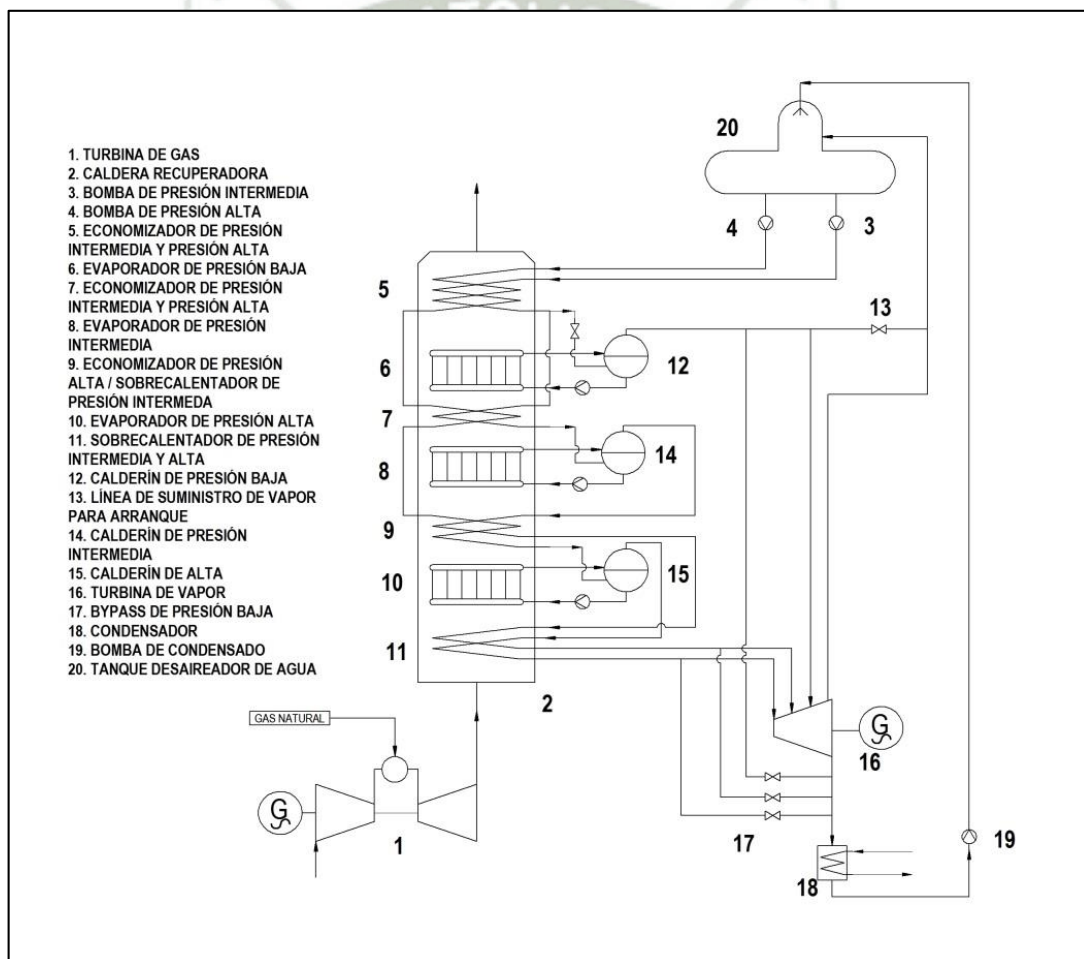 1. TURBINA DE GAS
2. CALDERA RECUPERADORA
3. BOMBA DE PRESIÓN INTERMEDIA
4. BOMBA DE PRESIÓN ALTA
5. ECONOMIZADOR DE PRESIÓN
INTERMEDIA Y PRESIÓN ALTA
6. EVAPORADOR DE PRESIÓN BAJA
7. ECONOMIZADOR DE PRESIÓN
INTERMEDIA Y PRESIÓN ALTA
8. EVAPORADOR DE PRESIÓN
INTERMEDIA
9. ECONOMIZADOR DE PRESIÓN
ALTA / SOBRECALENTADOR DE
PRESIÓN INTERMEDA
10. EVAPORADOR DE PRESIÓN ALTA
11. SOBRECALENTADOR DE PRESIÓN
INTERMEDIA Y ALTA
12. CALDERÍN DE PRESIÓN BAJA
13. LÍNEA DE SUMINISTRO DE VAPOR
PARA ARRANQUE
14. CALDERÍN DE PRESIÓN
INTERMEDIA
15. CALDERÍN DE ALTA
16. TURBINA DE VAPOR
17. BYPASS DE PRESIÓN BAJA
18. CONDENSADOR
19. BOMBA DE CONDENSADO
20. TANQUE DESAIREADOR DE AGUA
20
4
3
5
13
6
12
7
8
14
9
10
15
11
2
GAS NATURAL
G
G
16
1
17
19
18